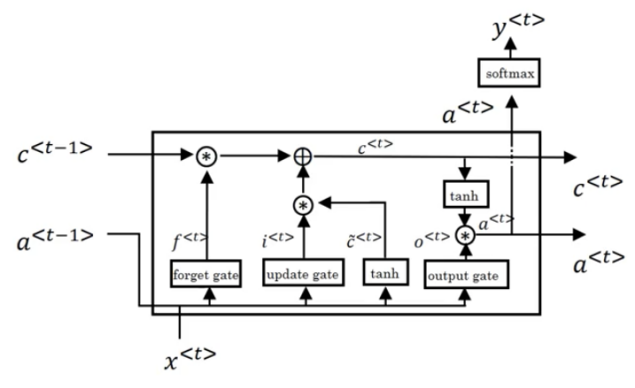 y<t>
softmax
a<t>
c<t-1>
c<t>
c<t>
tanh
a<t-1>
f<t>
i<t>
c̃<t>
o<t>
a<t>
a<t>
forget gate
update gate
tanh
output gate
x<t>